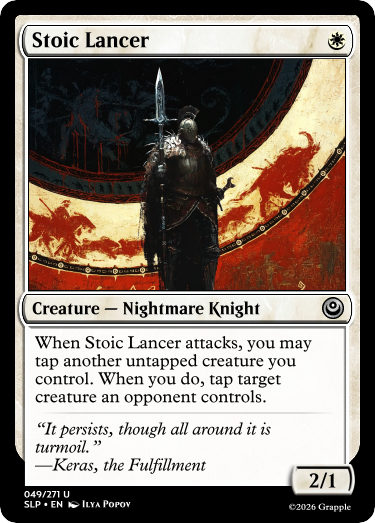 Stoic Lancer
Creature — Nightmare Knight
When Stoic Lancer attacks, you may
tap another untapped creature you
control. When you do, tap target
creature an opponent controls.
“It persists, though all around it is
turmoil.”
—Keras, the Fulfillment
2/1
049/271 U
SLP • EN Ilya Popov
©2026 Grapple